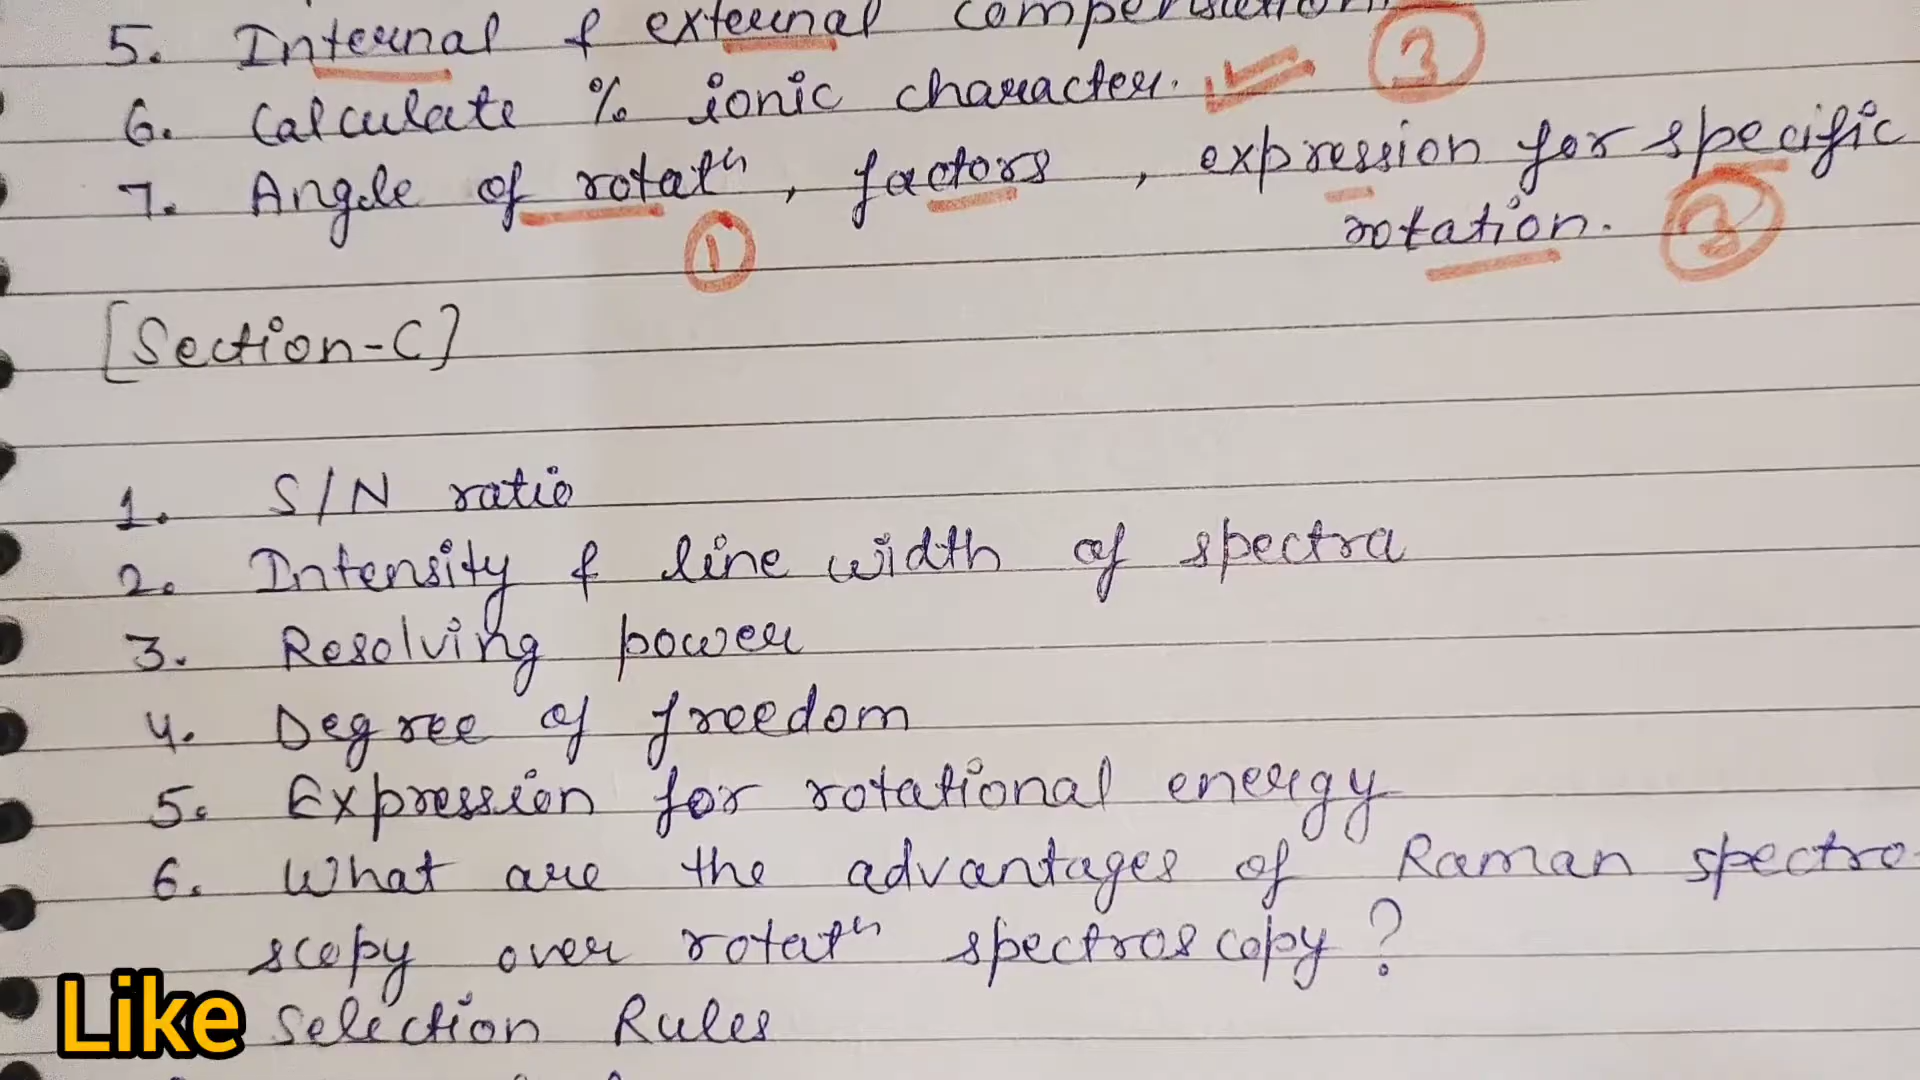 5. Internal & external compensation.
6. Calculate % ionic character. 3
7. Angle of rotatⁿ, factors, expression for specific
rotation. 3
1
[Section-C]
1. S/N ratio
2. Intensity & line width of spectra
3. Resolving power
4. Degree of freedom
5. Expression for rotational energy
6. What are the advantages of Raman spectro-
scopy over rotatⁿ spectroscopy?
Selection Rules
Like